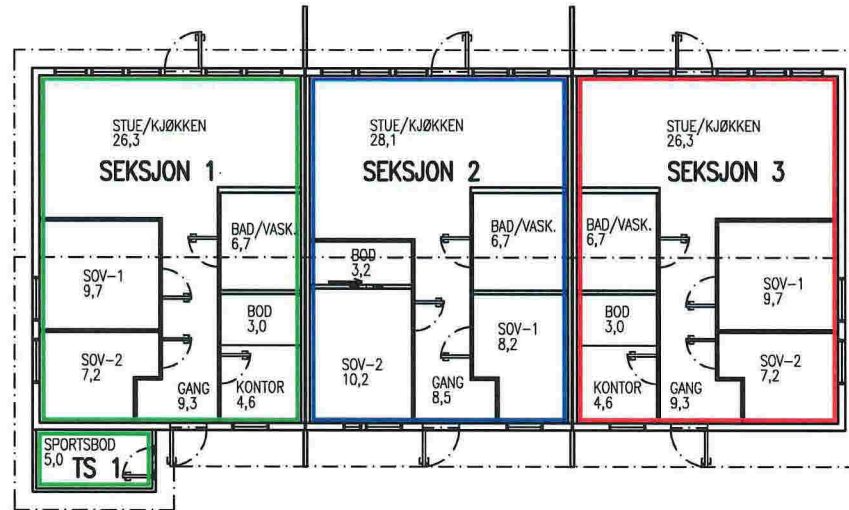 STUE/KJØKKEN
26,3
SEKSJON 1
BAD/VASK.
6,7
SOV-1
9,7
BOD
3,0
SOV-2
7,2
GANG
9,3
KONTOR
4,6
SPORTSBOD
5,0
TS 1
STUE/KJØKKEN
28,1
SEKSJON 2
BAD/VASK.
6,7
BOD
3,2
SOV-1
8,2
SOV-2
10,2
GANG
8,5
STUE/KJØKKEN
26,3
SEKSJON 3
BAD/VASK.
6,7
SOV-1
9,7
BOD
3,0
SOV-2
7,2
KONTOR
4,6
GANG
9,3